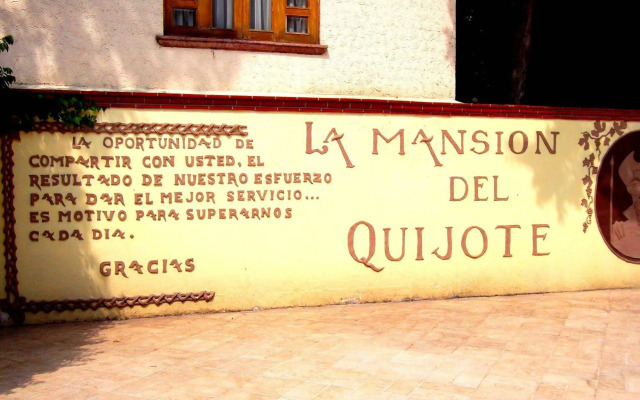 LA OPORTUNIDAD DE
COMPARTIR CON USTED, EL
RESULTADO DE NUESTRO ESFUERZO
PARA DAR EL MEJOR SERVICIO...
ES MOTIVO PARA SUPERARNOS
CADA DIA.
GRACIAS
LA MANSION
DEL
QUIJOTE